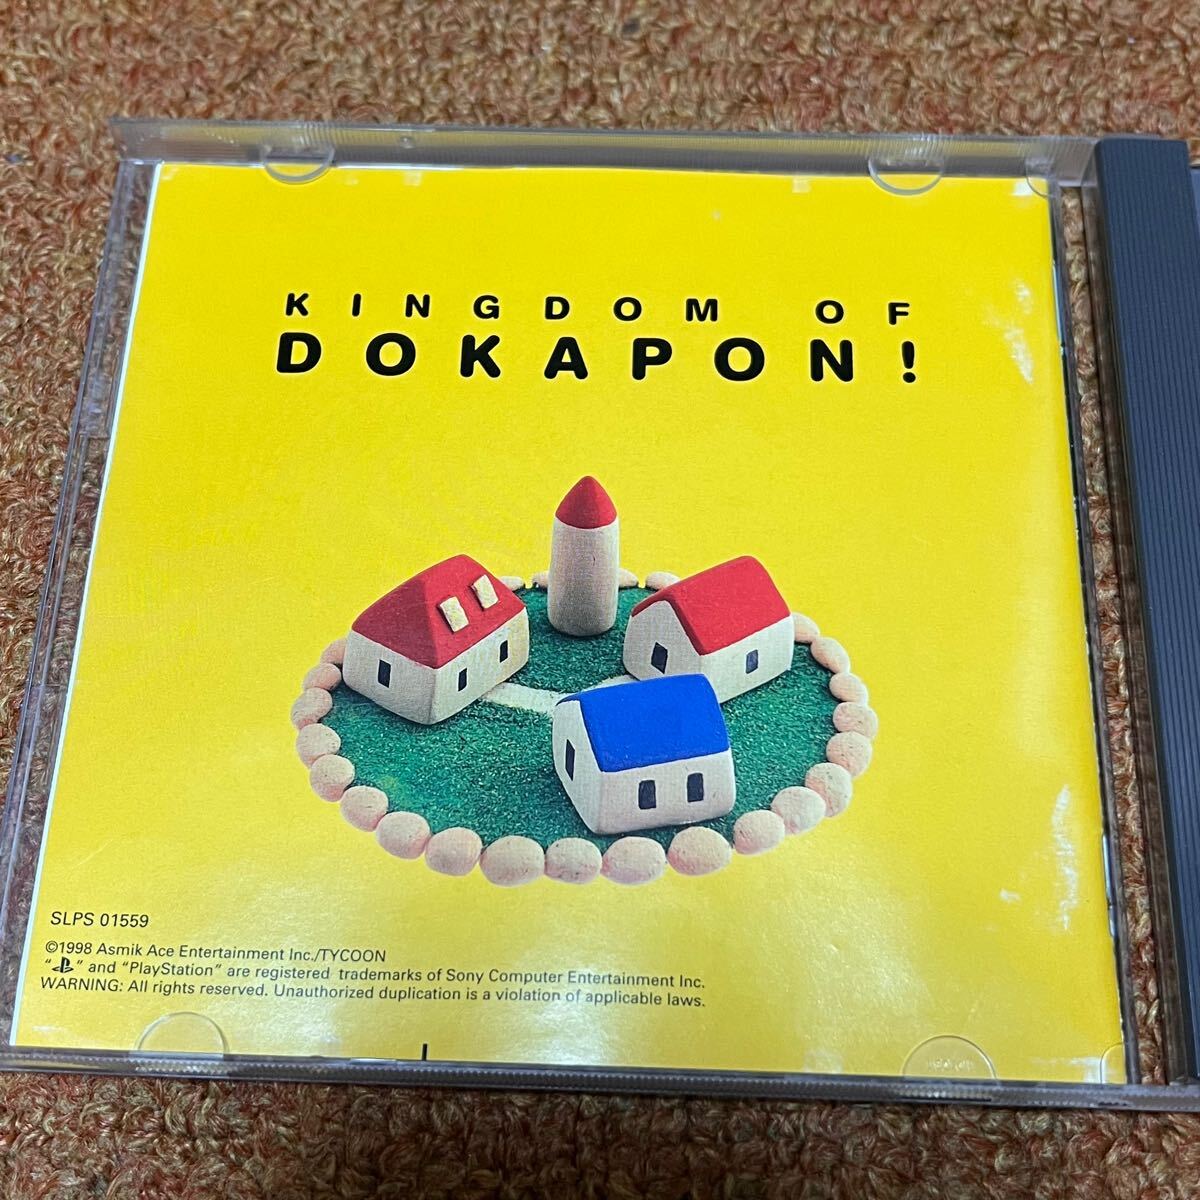 KINGDOM OF
DOKAPON!
SLPS 01559
©1998 Asmik Ace Entertainment Inc./TYCOON
" " and "PlayStation" are registered trademarks of Sony Computer Entertainment Inc.
WARNING: All rights reserved. Unauthorized duplication is a violation of applicable laws.